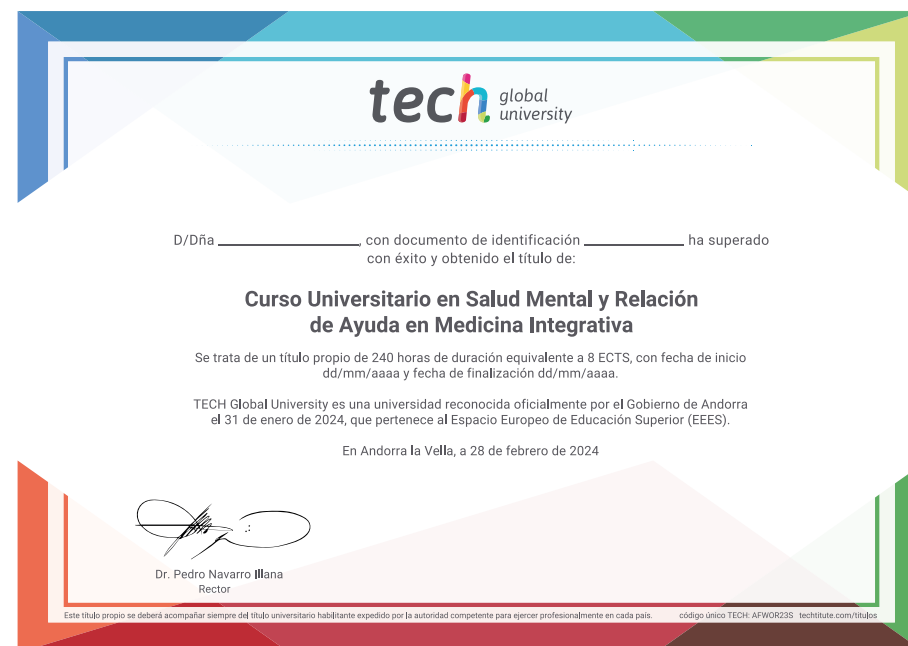 tech global university
D/Dña ____________________, con documento de identificación ______________ ha superado
con éxito y obtenido el título de:
Curso Universitario en Salud Mental y Relación
de Ayuda en Medicina Integrativa
Se trata de un título propio de 240 horas de duración equivalente a 8 ECTS, con fecha de inicio
dd/mm/aaaa y fecha de finalización dd/mm/aaaa.
TECH Global University es una universidad reconocida oficialmente por el Gobierno de Andorra
el 31 de enero de 2024, que pertenece al Espacio Europeo de Educación Superior (EEES).
En Andorra la Vella, a 28 de febrero de 2024
Dr. Pedro Navarro Illana
Rector
Este título propio se deberá acompañar siempre del título universitario habilitante expedido por la autoridad competente para ejercer profesionalmente en cada país. código único TECH: AFWOR23S techtitute.com/titulos